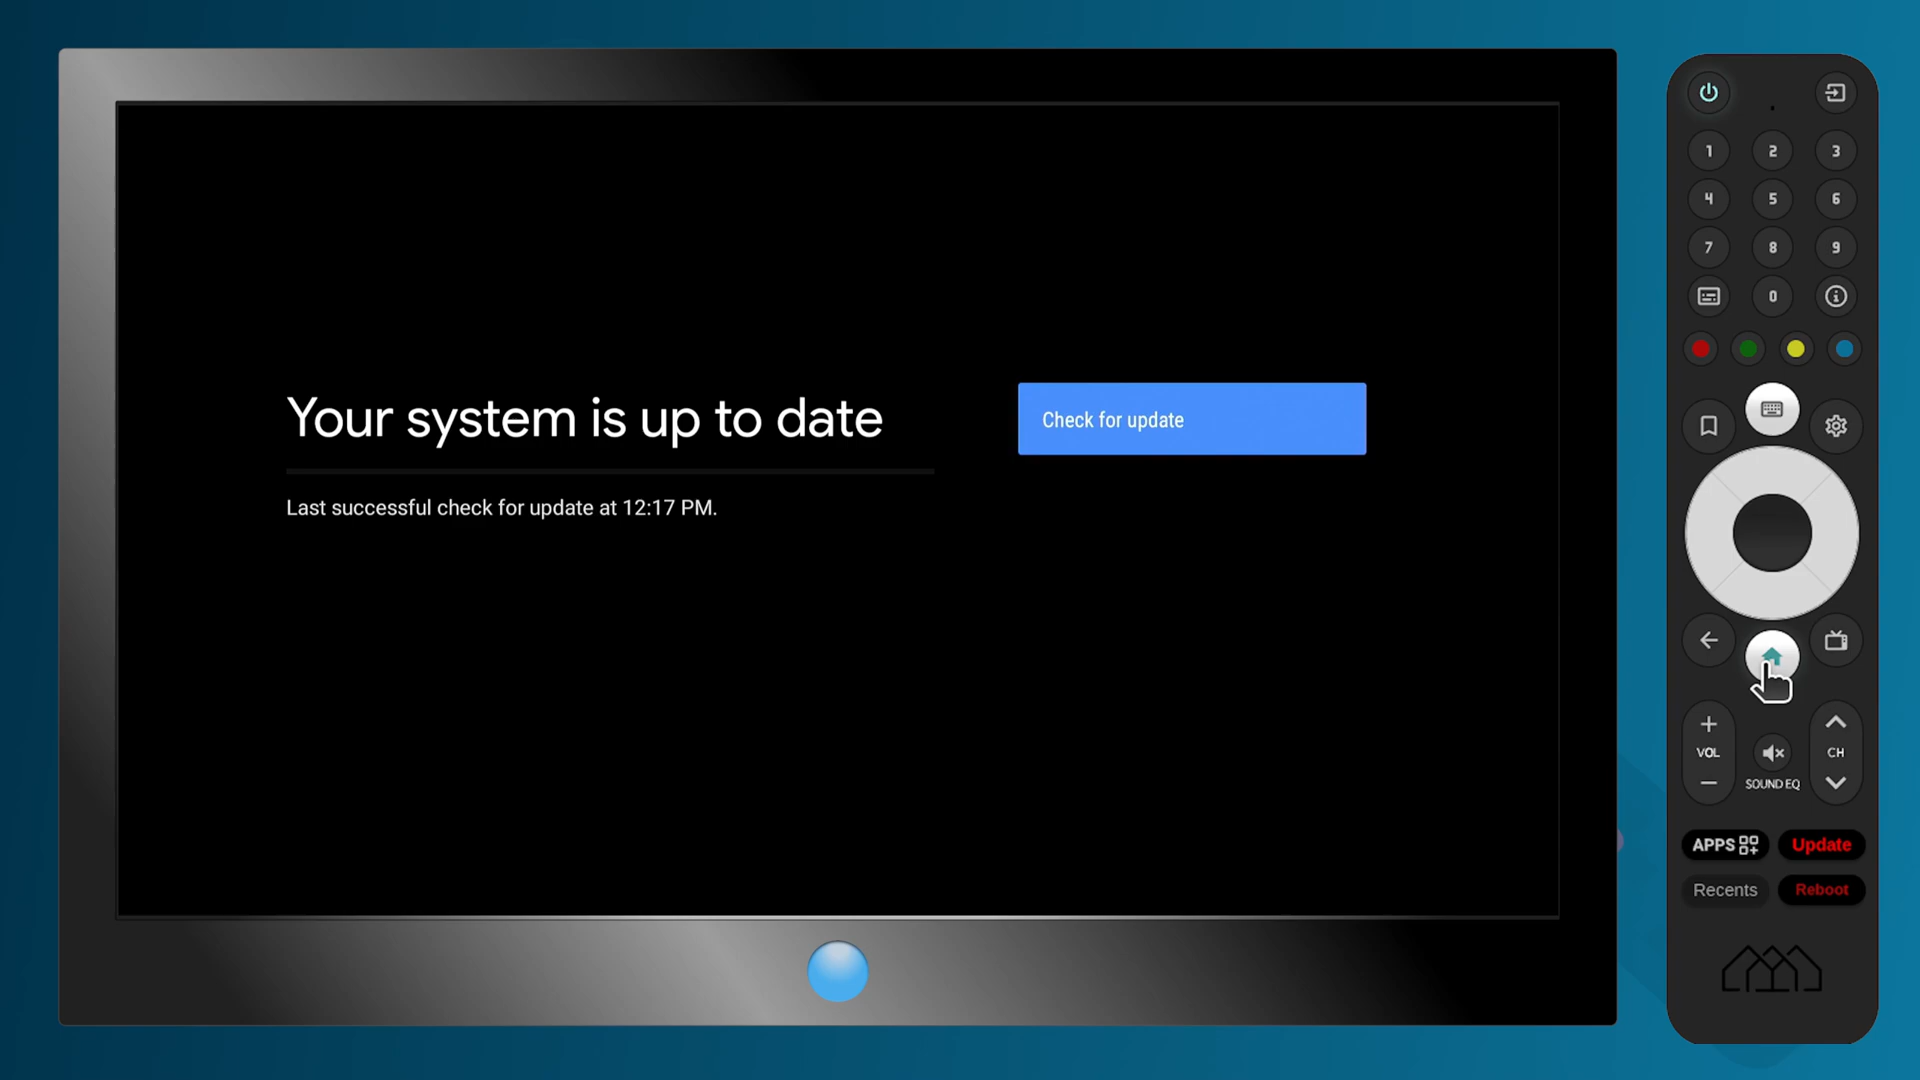 Your system is up to date
Check for update
Last successful check for update at 12:17 PM.
1 2 3
4 5 6
7 8 9
0
+
VOL
CH
−
SOUND EQ
APPS
Update
Recents
Reboot